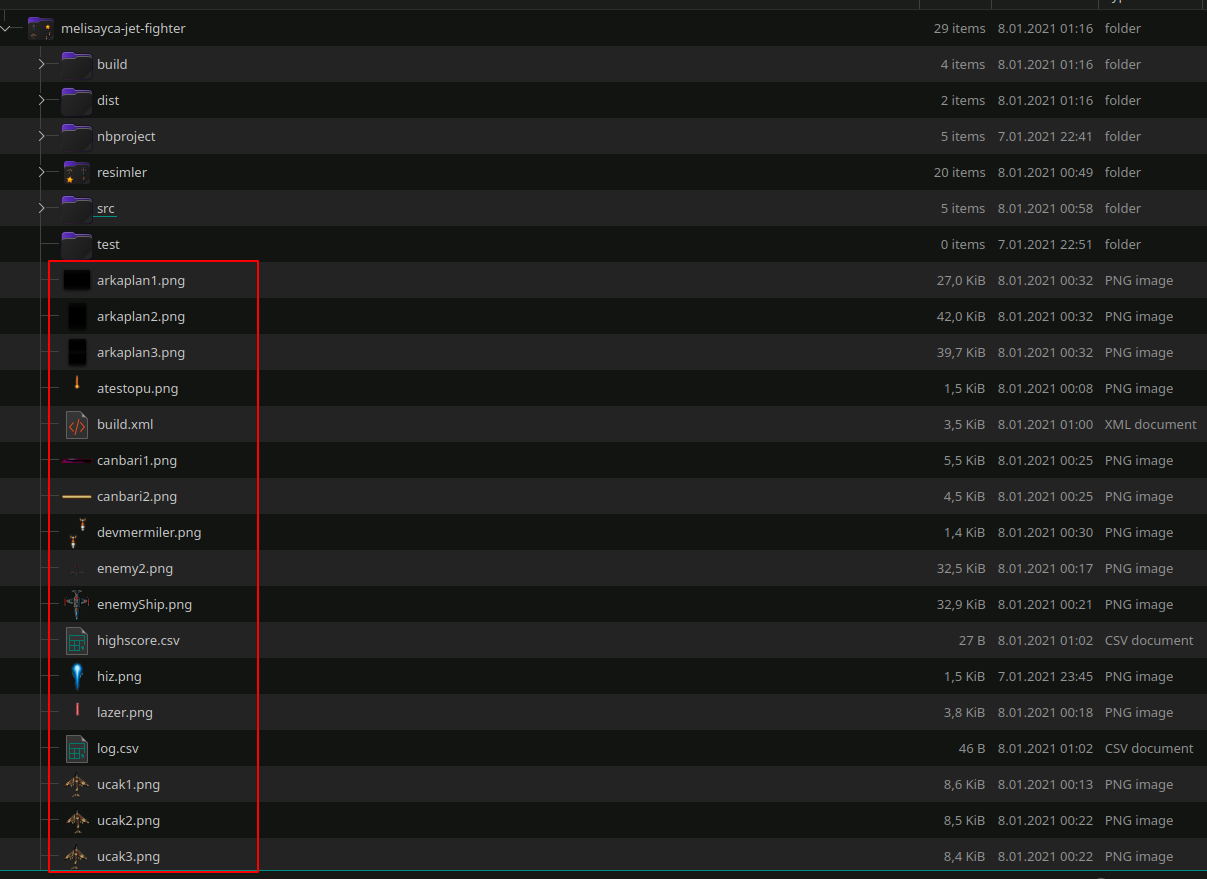 melisayca-jet-fighter 29 items 8.01.2021 01:16 folder
build 4 items 8.01.2021 01:16 folder
dist 2 items 8.01.2021 01:16 folder
nbproject 5 items 7.01.2021 22:41 folder
resimler 20 items 8.01.2021 00:49 folder
src 5 items 8.01.2021 00:58 folder
test 0 items 7.01.2021 22:51 folder
arkaplan1.png 27,0 KiB 8.01.2021 00:32 PNG image
arkaplan2.png 42,0 KiB 8.01.2021 00:32 PNG image
arkaplan3.png 39,7 KiB 8.01.2021 00:32 PNG image
atestopu.png 1,5 KiB 8.01.2021 00:08 PNG image
build.xml 3,5 KiB 8.01.2021 01:00 XML document
canbari1.png 5,5 KiB 8.01.2021 00:25 PNG image
canbari2.png 4,5 KiB 8.01.2021 00:25 PNG image
devmermiler.png 1,4 KiB 8.01.2021 00:30 PNG image
enemy2.png 32,5 KiB 8.01.2021 00:17 PNG image
enemyShip.png 32,9 KiB 8.01.2021 00:21 PNG image
highscore.csv 27 B 8.01.2021 01:02 CSV document
hiz.png 1,5 KiB 7.01.2021 23:45 PNG image
lazer.png 3,8 KiB 8.01.2021 00:18 PNG image
log.csv 46 B 8.01.2021 01:02 CSV document
ucak1.png 8,6 KiB 8.01.2021 00:13 PNG image
ucak2.png 8,5 KiB 8.01.2021 00:22 PNG image
ucak3.png 8,4 KiB 8.01.2021 00:22 PNG image